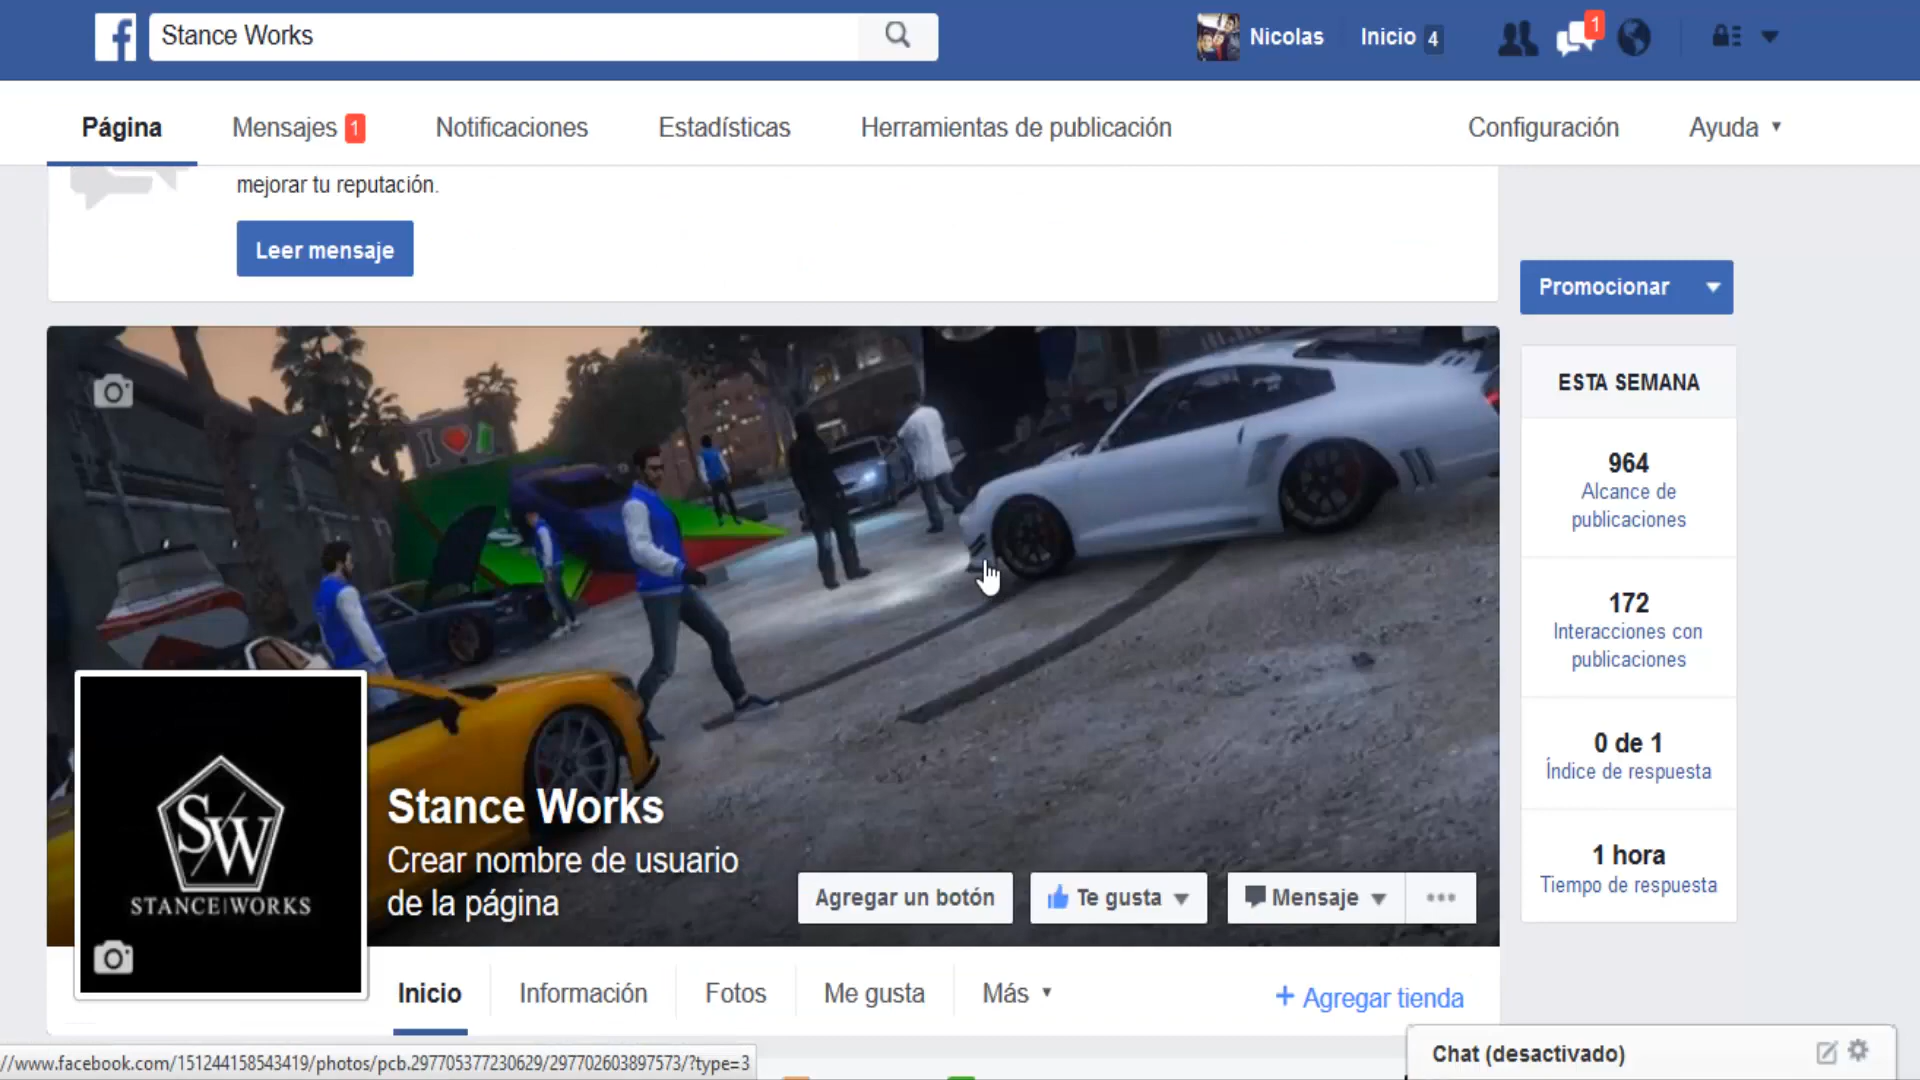 Stance Works
Nicolas
Inicio 4
1
Página
Mensajes 1
Notificaciones
Estadísticas
Herramientas de publicación
Configuración
Ayuda
mejorar tu reputación.
Leer mensaje
Promocionar
ESTA SEMANA
964
Alcance de
publicaciones
172
Interacciones con
publicaciones
0 de 1
Índice de respuesta
1 hora
Tiempo de respuesta
I
SW
STANCE|WORKS
Stance Works
Crear nombre de usuario
de la página
Agregar un botón
Te gusta
Mensaje
Inicio
Información
Fotos
Me gusta
Más
+ Agregar tienda
Chat (desactivado)
//www.facebook.com/151244158543419/photos/pcb.297705377230629/297702603897573/?type=3